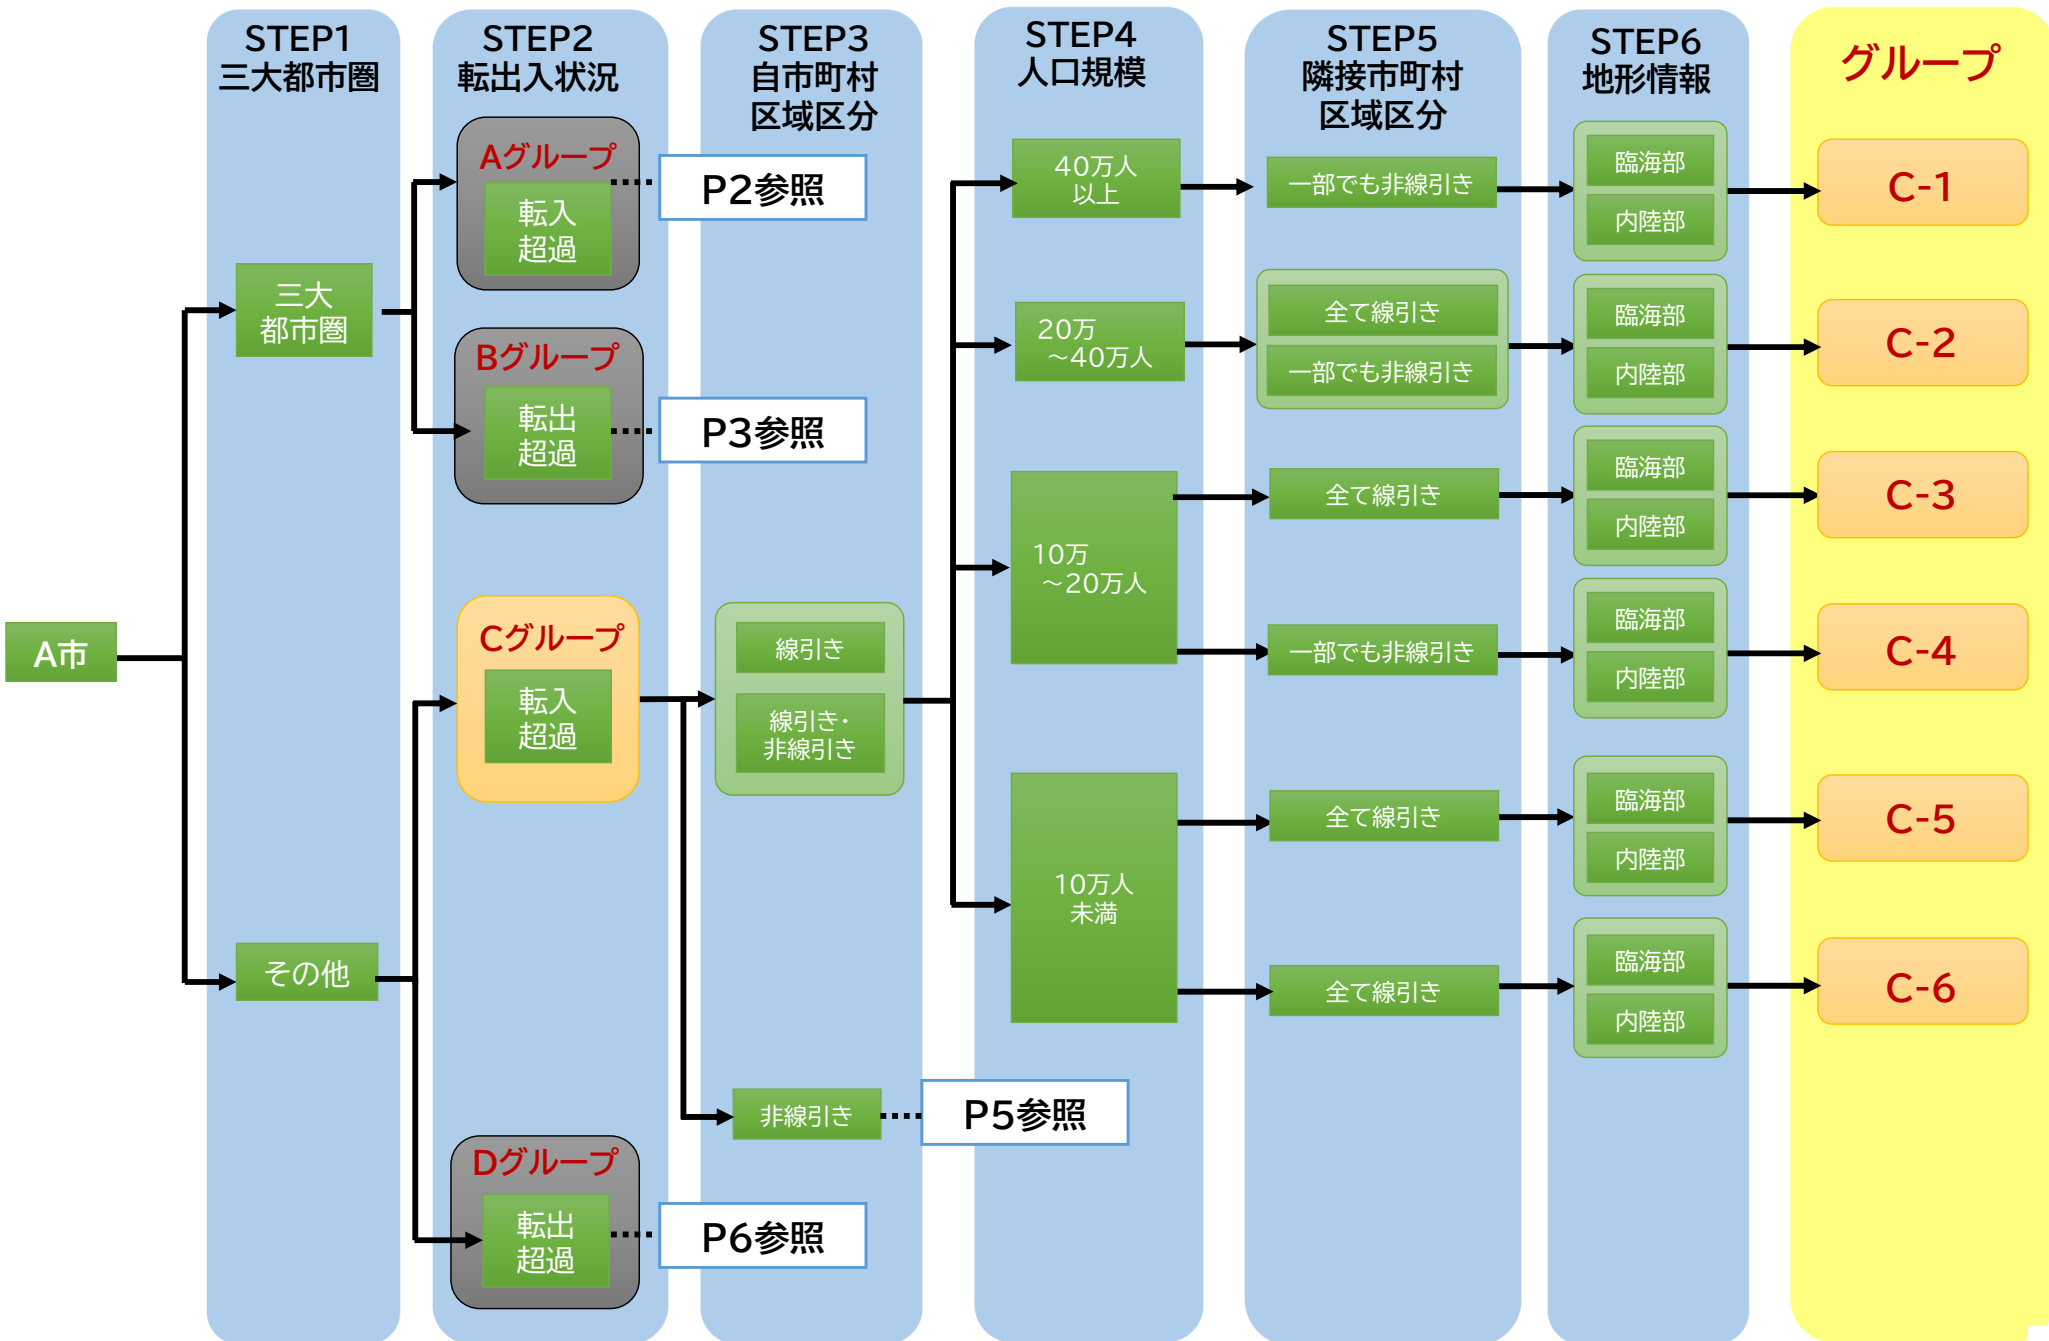 STEP1
三大都市圏
STEP2
転出入状況
STEP3
自市町村
区域区分
STEP4
人口規模
STEP5
隣接市町村
区域区分
STEP6
地形情報
グループ
A市
三大
都市圏
その他
Aグループ
転入
超過
P2参照
Bグループ
転出
超過
P3参照
Cグループ
転入
超過
Dグループ
転出
超過
P6参照
線引き
線引き・
非線引き
非線引き
P5参照
40万人
以上
20万
～40万人
10万
～20万人
10万人
未満
一部でも非線引き
全て線引き
一部でも非線引き
全て線引き
一部でも非線引き
全て線引き
全て線引き
臨海部
内陸部
臨海部
内陸部
臨海部
内陸部
臨海部
内陸部
臨海部
内陸部
臨海部
内陸部
C-1
C-2
C-3
C-4
C-5
C-6